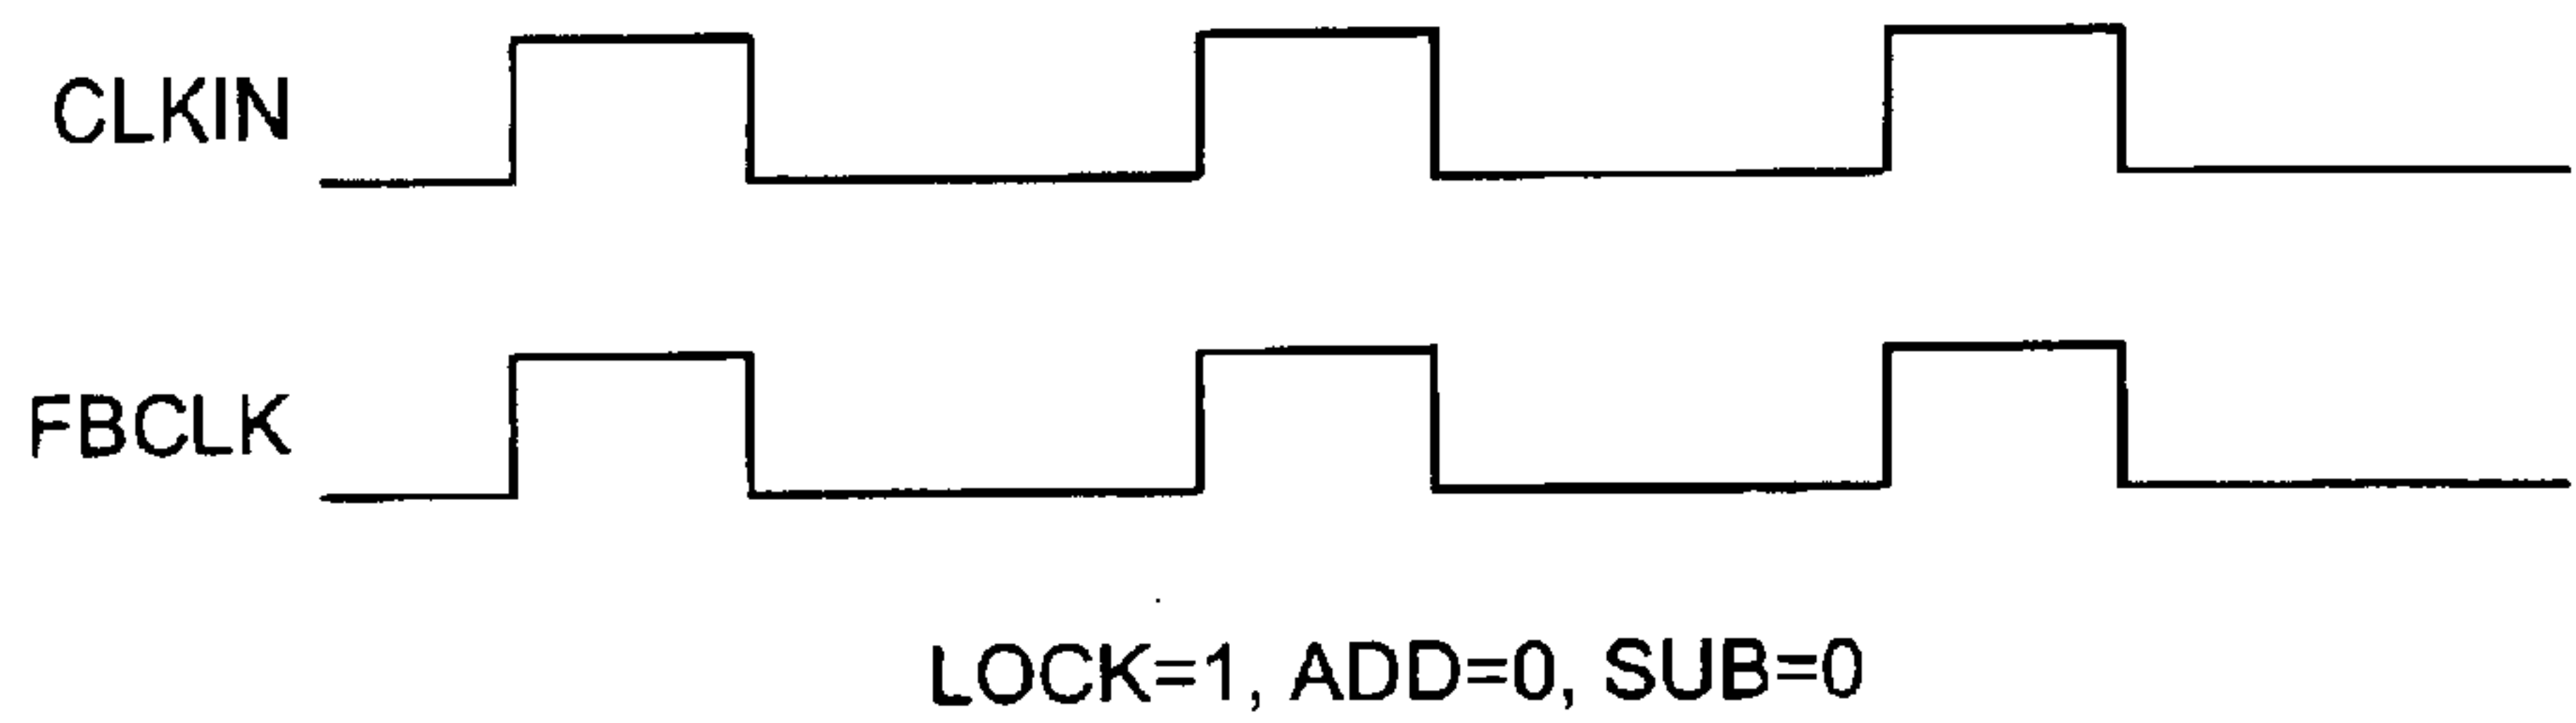 CLKIN
FBCLK
LOCK=1, ADD=0, SUB=0